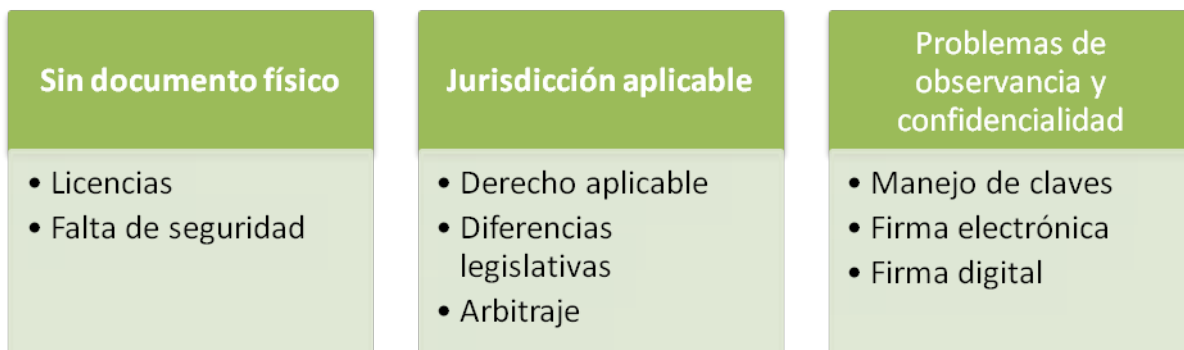 Sin documento físico
• Licencias
• Falta de seguridad
Jurisdicción aplicable
• Derecho aplicable
• Diferencias
legislativas
• Arbitraje
Problemas de
observancia y
confidencialidad
• Manejo de claves
• Firma electrónica
• Firma digital